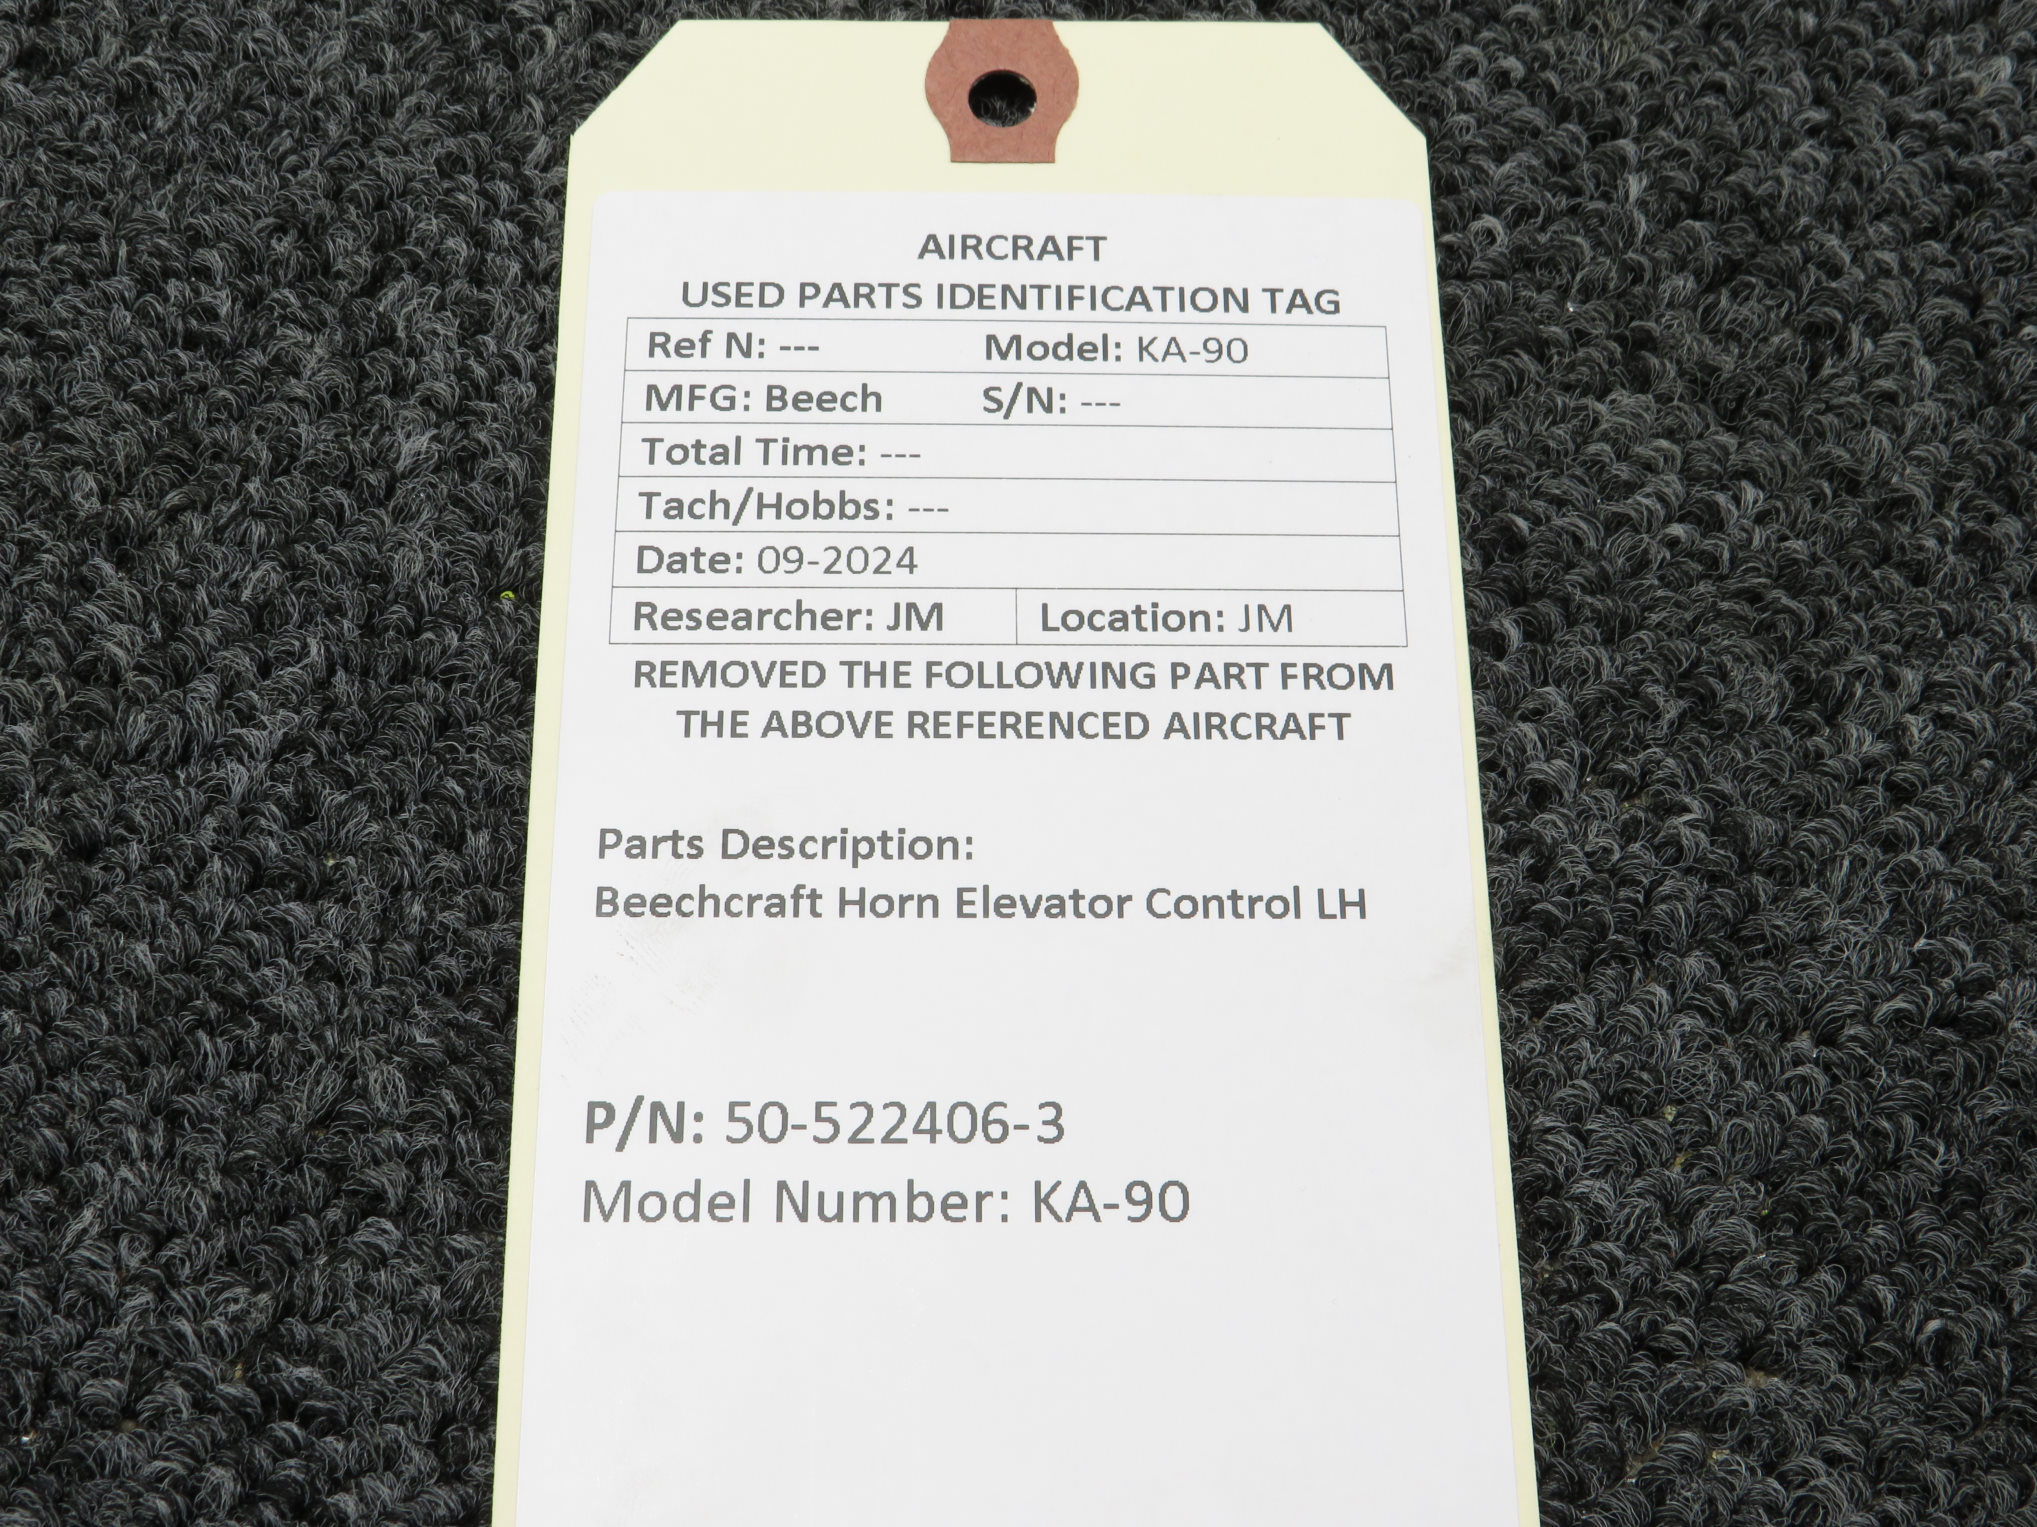 AIRCRAFT
USED PARTS IDENTIFICATION TAG
Ref N: --- Model: KA-90
MFG: Beech S/N: ---
Total Time: ---
Tach/Hobbs: ---
Date: 09-2024
Researcher: JM Location: JM
REMOVED THE FOLLOWING PART FROM
THE ABOVE REFERENCED AIRCRAFT
Parts Description:
Beechcraft Horn Elevator Control LH
P/N: 50-522406-3
Model Number: KA-90